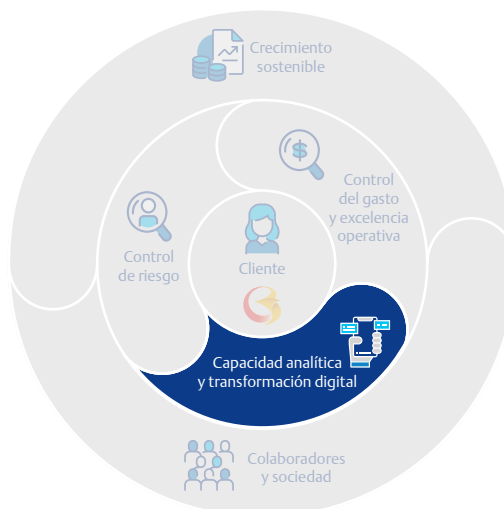 Crecimiento
sostenible
Control
del gasto
y excelencia
operativa
Control
de riesgo
Cliente
Capacidad analítica
y transformación digital
Colaboradores
y sociedad